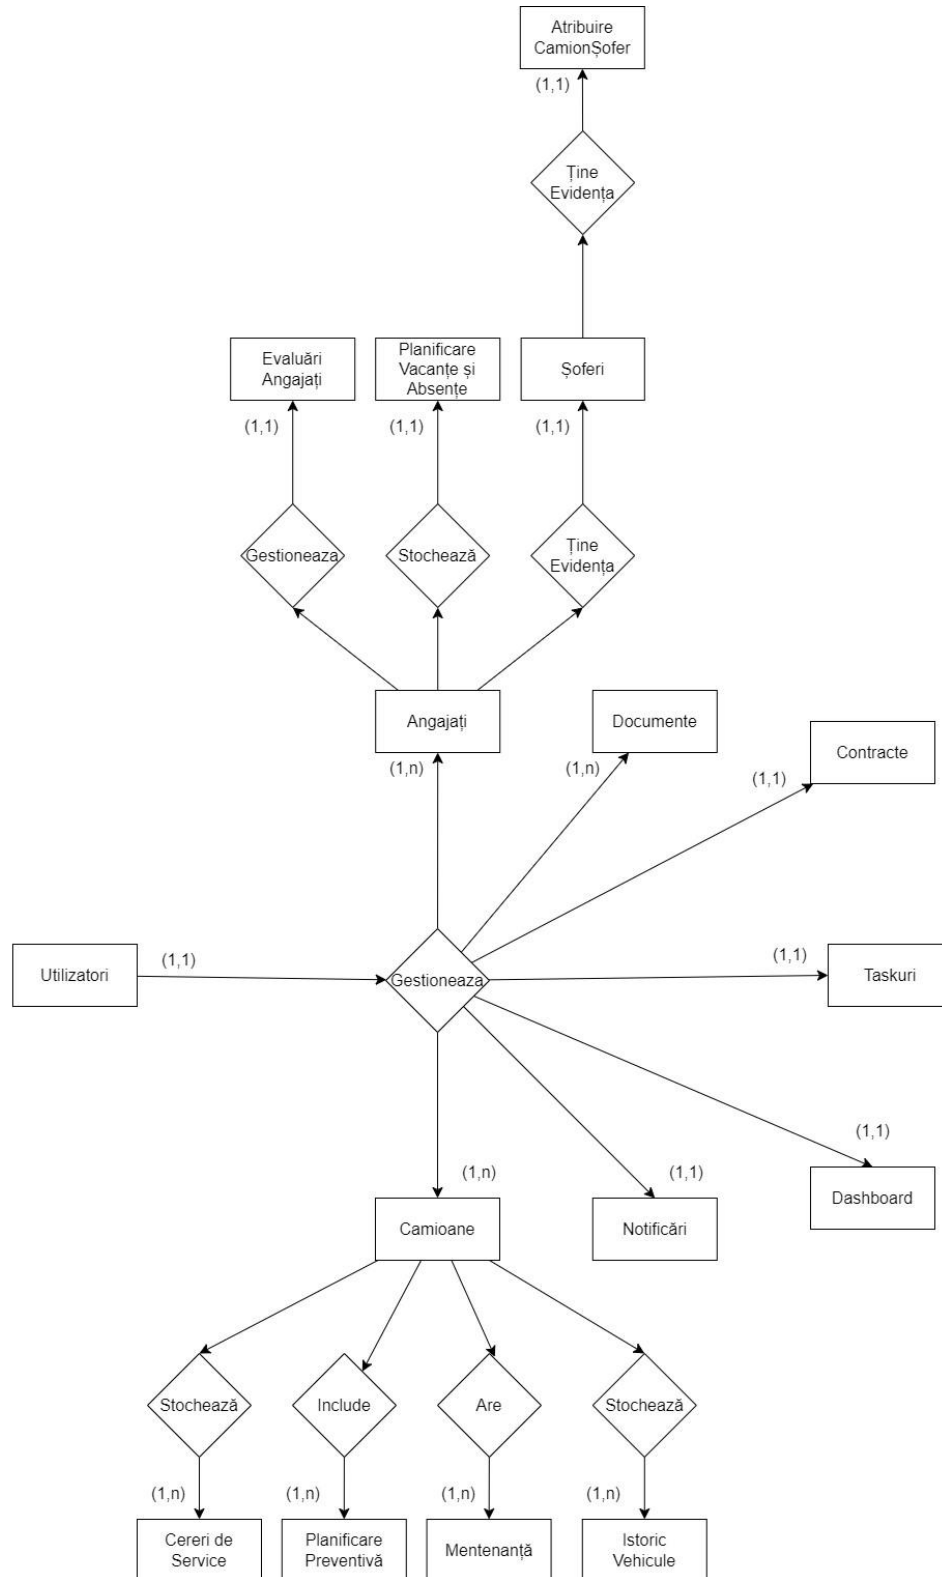 Atribuire
CamionȘofer
(1,1)
Ține
Evidența
Evaluări
Angajați
Planificare
Vacanțe și
Absențe
Șoferi
(1,1)
(1,1)
(1,1)
Gestioneaza
Stochează
Ține
Evidența
Angajați
Documente
Contracte
(1,n)
(1,n)
(1,1)
Utilizatori
(1,1)
Gestioneaza
(1,1)
Taskuri
(1,1)
(1,n)
(1,1)
Camioane
Notificări
Dashboard
Stochează
Include
Are
Stochează
(1,n)
(1,n)
(1,n)
(1,n)
Cereri de
Service
Planificare
Preventivă
Mentenanță
Istoric
Vehicule